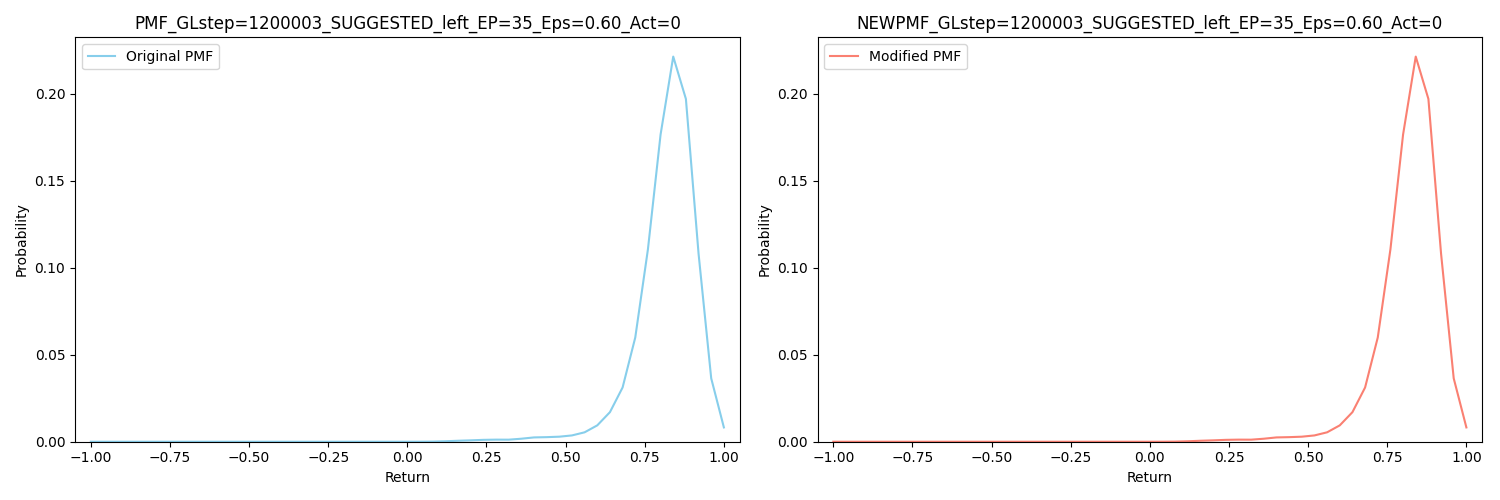 PMF_GLstep=1200003_SUGGESTED_left_EP=35_Eps=0.60_Act=0
Original PMF
Probability
0.20
0.15
0.10
0.05
0.00
−1.00 −0.75 −0.50 −0.25 0.00 0.25 0.50 0.75 1.00
Return
NEWPMF_GLstep=1200003_SUGGESTED_left_EP=35_Eps=0.60_Act=0
Modified PMF
Probability
0.20
0.15
0.10
0.05
0.00
−1.00 −0.75 −0.50 −0.25 0.00 0.25 0.50 0.75 1.00
Return